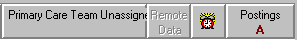 Primary Care Team Unassigne
Remote
Data
Postings
A